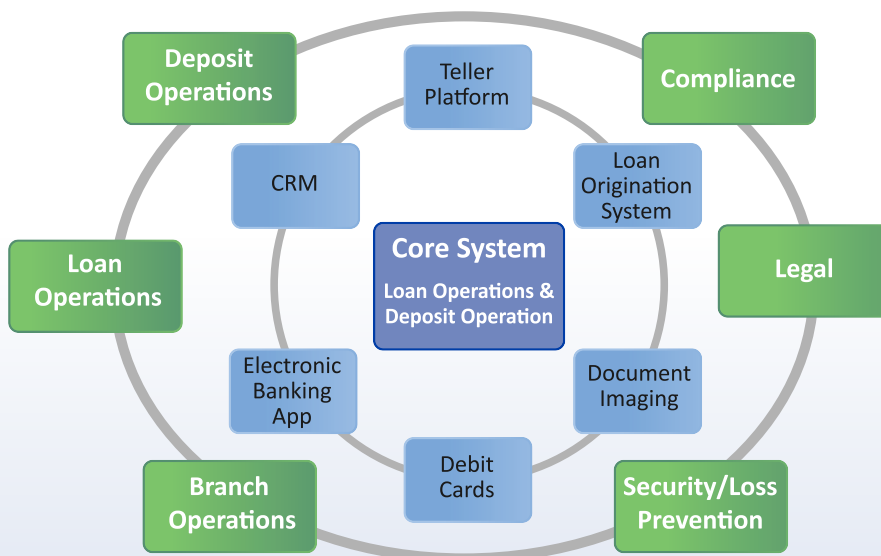 Deposit
Operations
Teller
Platform
Compliance
CRM
Loan
Origination
System
Core System
Loan Operations &
Deposit Operation
Loan
Operations
Legal
Electronic
Banking
App
Document
Imaging
Debit
Cards
Branch
Operations
Security/Loss
Prevention